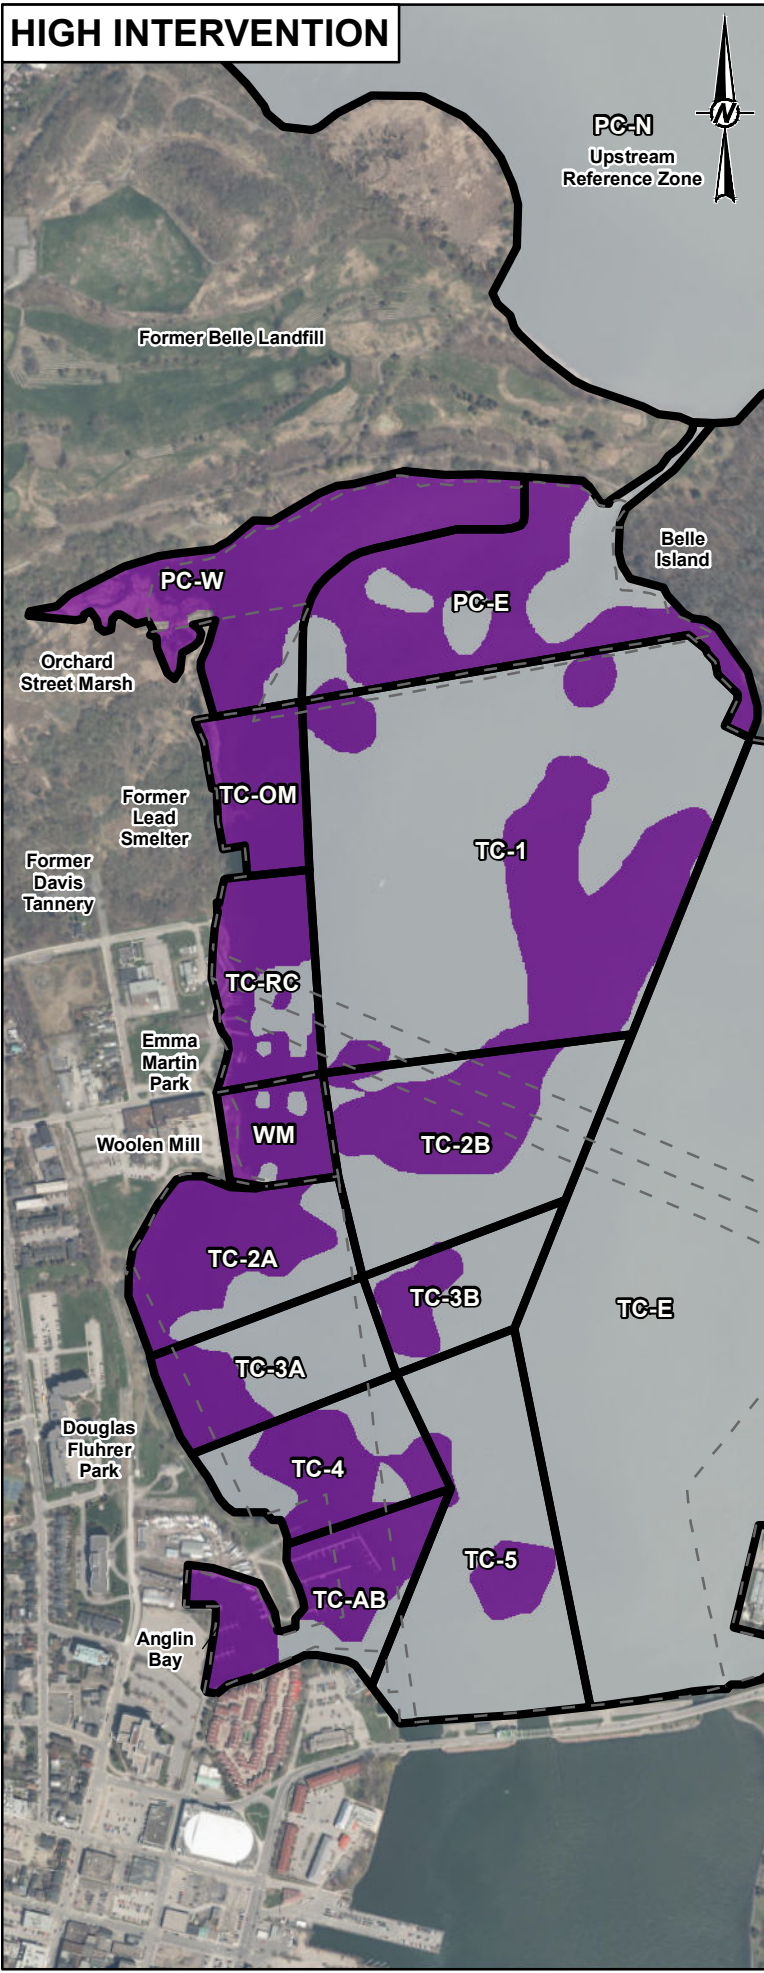 HIGH INTERVENTION
N
PC-N
Upstream
Reference Zone
Former Belle Landfill
Belle
Island
PC-W
PC-E
Orchard
Street Marsh
TC-OM
Former
Lead
Smelter
TC-1
Former
Davis
Tannery
TC-RC
Emma
Martin
Park
WM
Woolen Mill
TC-2B
TC-2A
TC-3B
TC-E
TC-3A
Douglas
Fluhrer
Park
TC-4
TC-5
TC-AB
Anglin
Bay